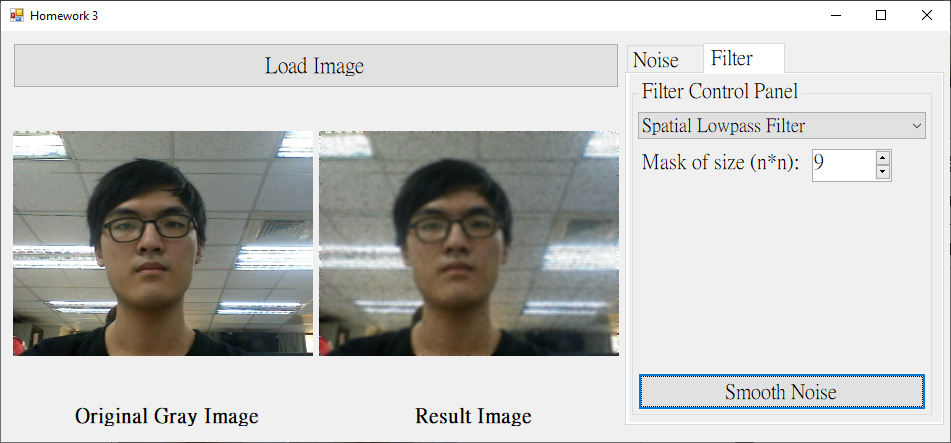 Homework 3
Load Image
Noise
Filter
Filter Control Panel
Spatial Lowpass Filter
Mask of size (n*n): 9
Smooth Noise
Original Gray Image
Result Image